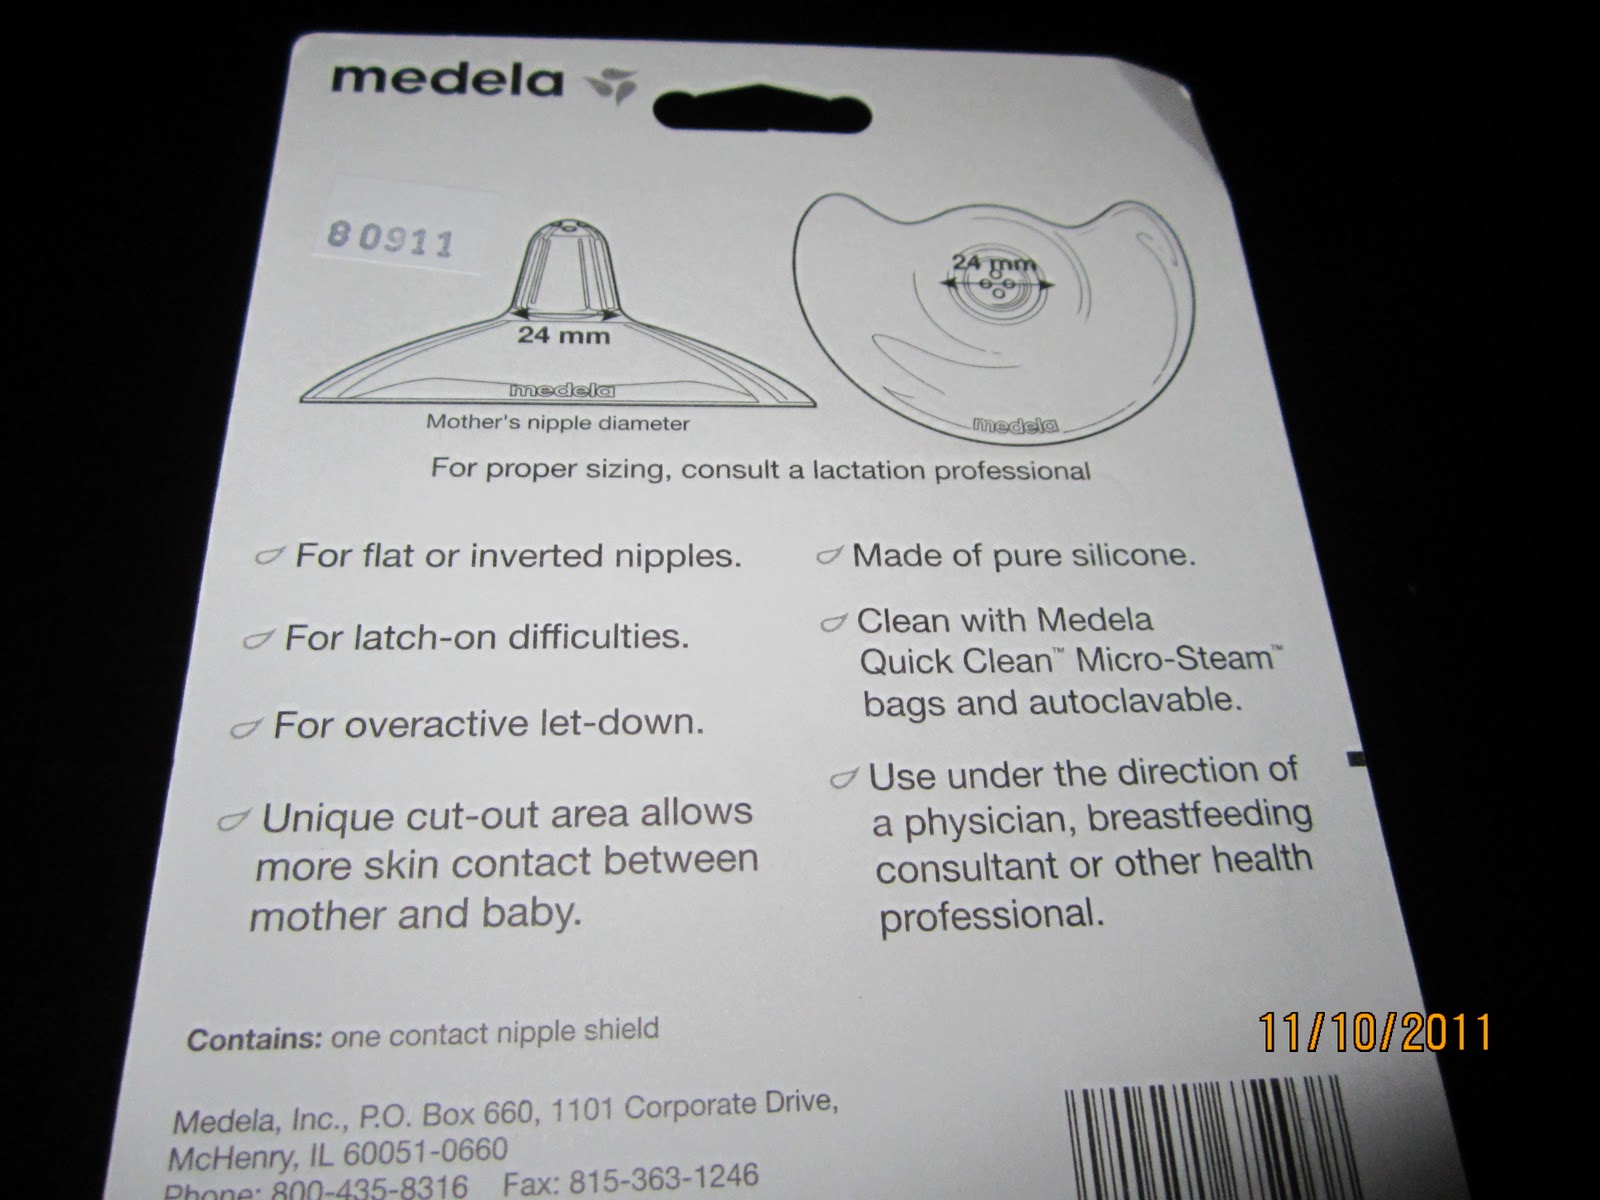 medela
80911
24 mm
medela
24 mm
medela
Mother's nipple diameter
For proper sizing, consult a lactation professional
For flat or inverted nipples.
For latch-on difficulties.
For overactive let-down.
Unique cut-out area allows
more skin contact between
mother and baby.
Made of pure silicone.
Clean with Medela
Quick Clean™ Micro-Steam™
bags and autoclavable.
Use under the direction of
a physician, breastfeeding
consultant or other health
professional.
Contains: one contact nipple shield
Medela, Inc., P.O. Box 660, 1101 Corporate Drive,
McHenry, IL 60051-0660
Phone: 800-435-8316 Fax: 815-363-1246
11/10/2011